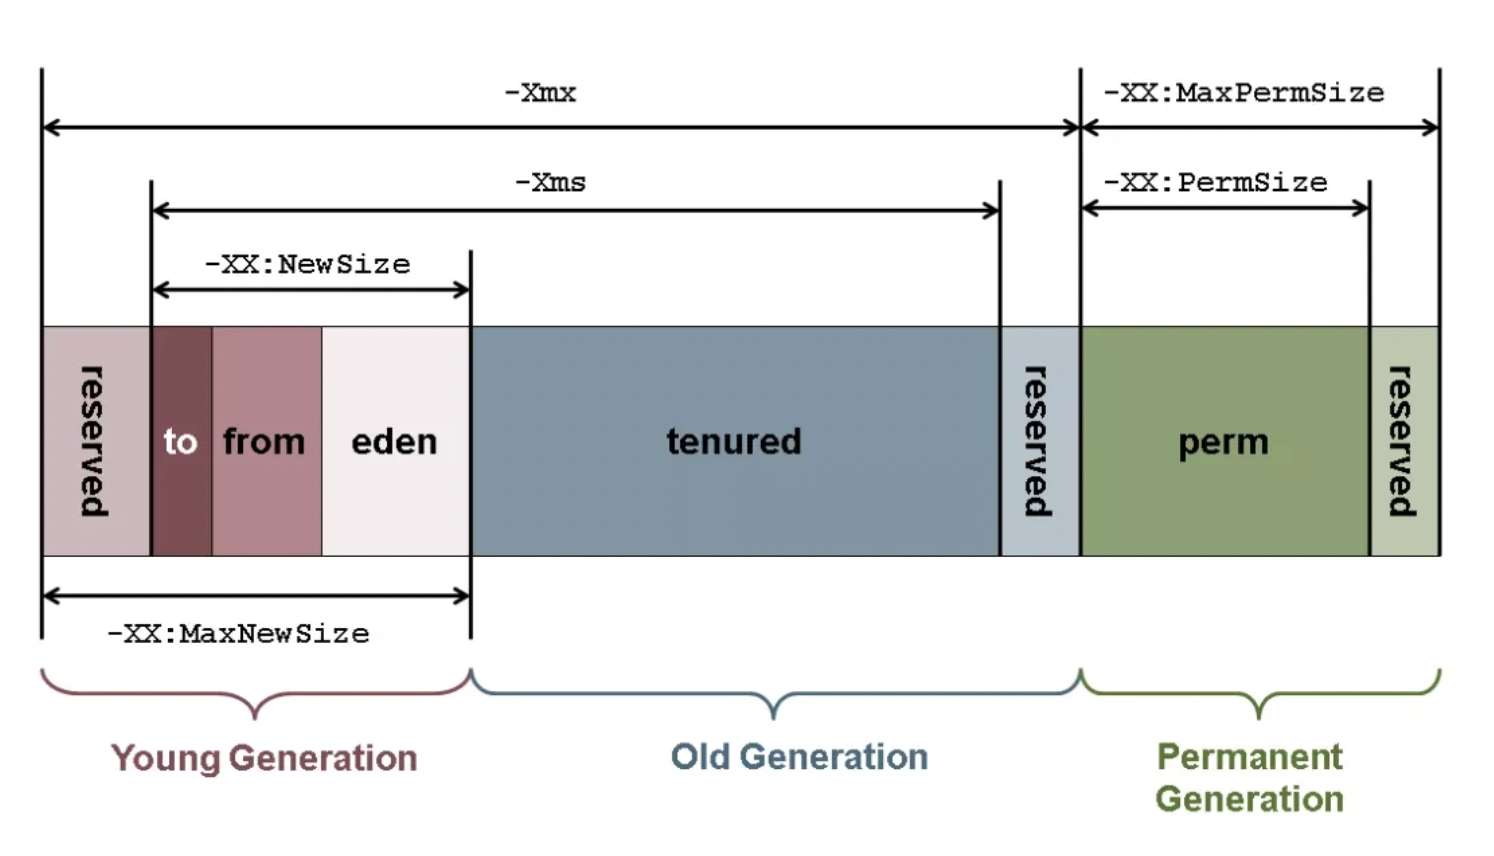 -Xmx
-XX:MaxPermSize
-Xms
-XX:PermSize
-XX:NewSize
reserved
to
from
eden
tenured
reserved
perm
reserved
-XX:MaxNewSize
Young Generation
Old Generation
Permanent
Generation